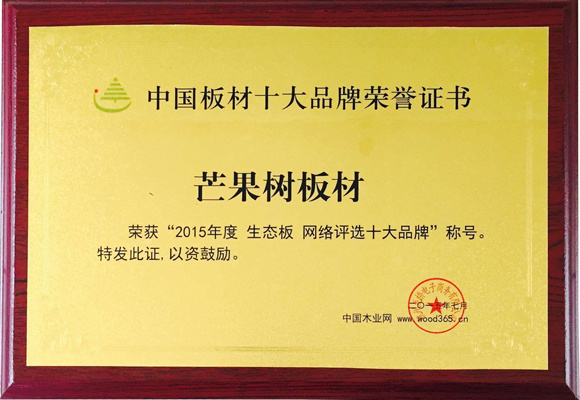 中国板材十大品牌荣誉证书
芒果树板材
荣获“2015年度 生态板 网络评选十大品牌”称号。
特发此证,以资鼓励。
二〇一五年七月
中国木业网 www.wood365.cn